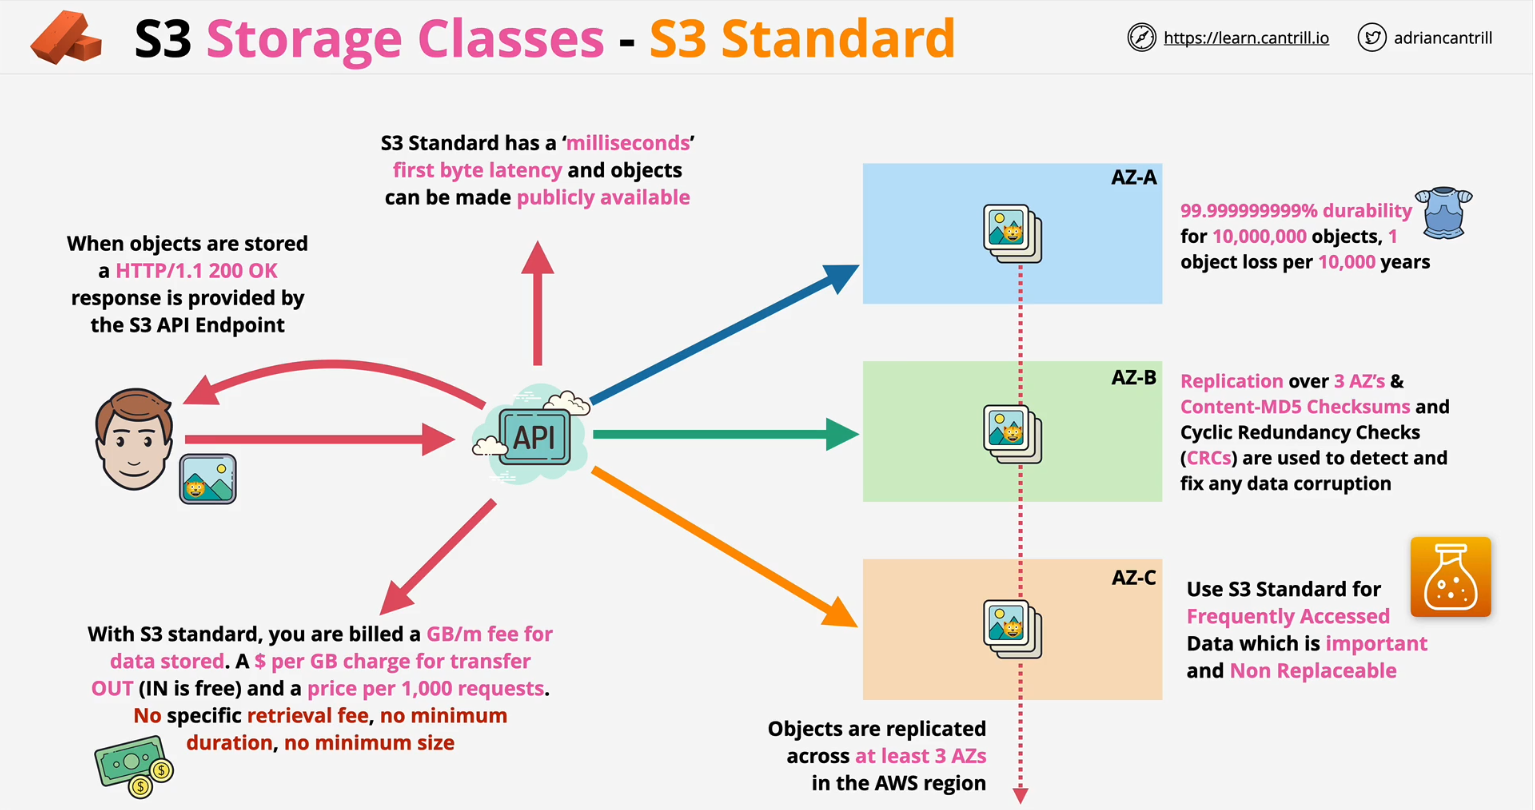 S3 Storage Classes - S3 Standard
https://learn.cantrill.io
adriancantrill
S3 Standard has a ‘milliseconds’
first byte latency and objects
can be made publicly available
When objects are stored
a HTTP/1.1 200 OK
response is provided by
the S3 API Endpoint
API
With S3 standard, you are billed a GB/m fee for
data stored. A $ per GB charge for transfer
OUT (IN is free) and a price per 1,000 requests.
No specific retrieval fee, no minimum
duration, no minimum size
$
$
AZ-A
99.999999999% durability
for 10,000,000 objects, 1
object loss per 10,000 years
AZ-B
Replication over 3 AZ’s &
Content-MD5 Checksums and
Cyclic Redundancy Checks
(CRCs) are used to detect and
fix any data corruption
AZ-C
Use S3 Standard for
Frequently Accessed
Data which is important
and Non Replaceable
Objects are replicated
across at least 3 AZs
in the AWS region